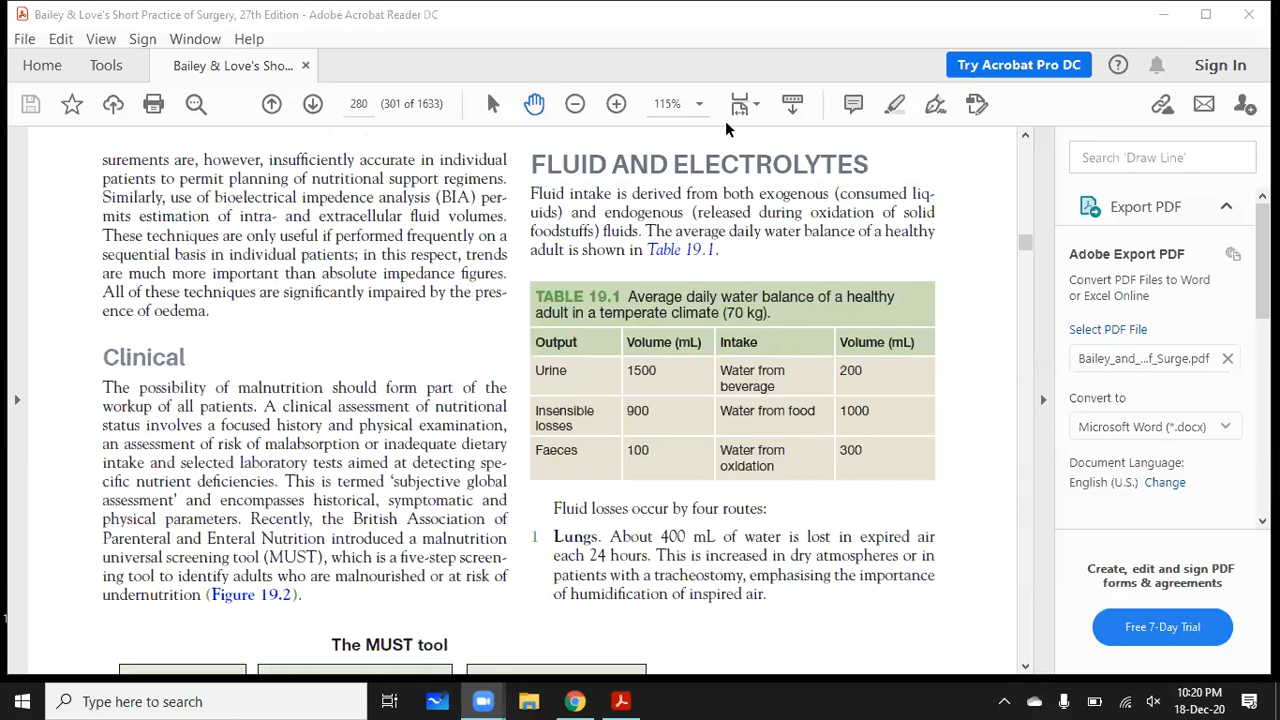 Bailey & Love's Short Practice of Surgery, 27th Edition - Adobe Acrobat Reader DC
File Edit View Sign Window Help
Home Tools Bailey & Love's Sho... × Try Acrobat Pro DC ? Sign In
280 (301 of 1633) 115%
surements are, however, insufficiently accurate in individual
patients to permit planning of nutritional support regimens.
Similarly, use of bioelectrical impedance analysis (BIA) per-
mits estimation of intra- and extracellular fluid volumes.
These techniques are only useful if performed frequently on a
sequential basis in individual patients; in this respect, trends
are much more important than absolute impedance figures.
All of these techniques are significantly impaired by the pres-
ence of oedema.
Clinical
The possibility of malnutrition should form part of the
workup of all patients. A clinical assessment of nutritional
status involves a focused history and physical examination,
an assessment of risk of malabsorption or inadequate dietary
intake and selected laboratory tests aimed at detecting spe-
cific nutrient deficiencies. This is termed 'subjective global
assessment' and encompasses historical, symptomatic and
physical parameters. Recently, the British Association of
Parenteral and Enteral Nutrition introduced a malnutrition
universal screening tool (MUST), which is a five-step screen-
ing tool to identify adults who are malnourished or at risk of
undernutrition (Figure 19.2).
The MUST tool
FLUID AND ELECTROLYTES
Fluid intake is derived from both exogenous (consumed liq-
uids) and endogenous (released during oxidation of solid
foodstuffs) fluids. The average daily water balance of a healthy
adult is shown in Table 19.1.
TABLE 19.1 Average daily water balance of a healthy
adult in a temperate climate (70 kg).
Output Volume (mL) Intake Volume (mL)
Urine 1500 Water from beverage 200
Insensible losses 900 Water from food 1000
Faeces 100 Water from oxidation 300
Fluid losses occur by four routes:
1 Lungs. About 400 mL of water is lost in expired air
each 24 hours. This is increased in dry atmospheres or in
patients with a tracheostomy, emphasising the importance
of humidification of inspired air.
Search 'Draw Line'
Export PDF
Adobe Export PDF
Convert PDF Files to Word
or Excel Online
Select PDF File
Bailey_and_...f_Surge.pdf ×
Convert to
Microsoft Word (*.docx)
Document Language:
English (U.S.) Change
Create, edit and sign PDF
forms & agreements
Free 7-Day Trial
Type here to search
10:20 PM
18-Dec-20